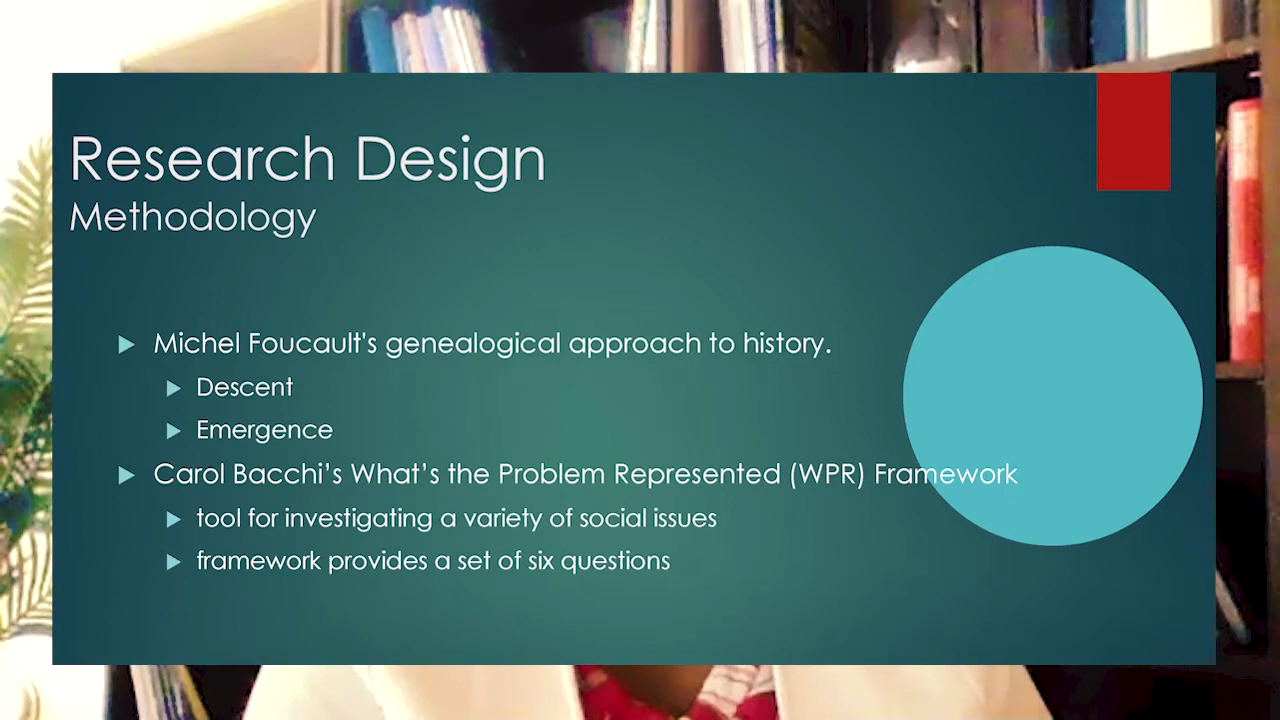 Research Design
Methodology
Michel Foucault's genealogical approach to history.
Descent
Emergence
Carol Bacchi’s What’s the Problem Represented (WPR) Framework
tool for investigating a variety of social issues
framework provides a set of six questions